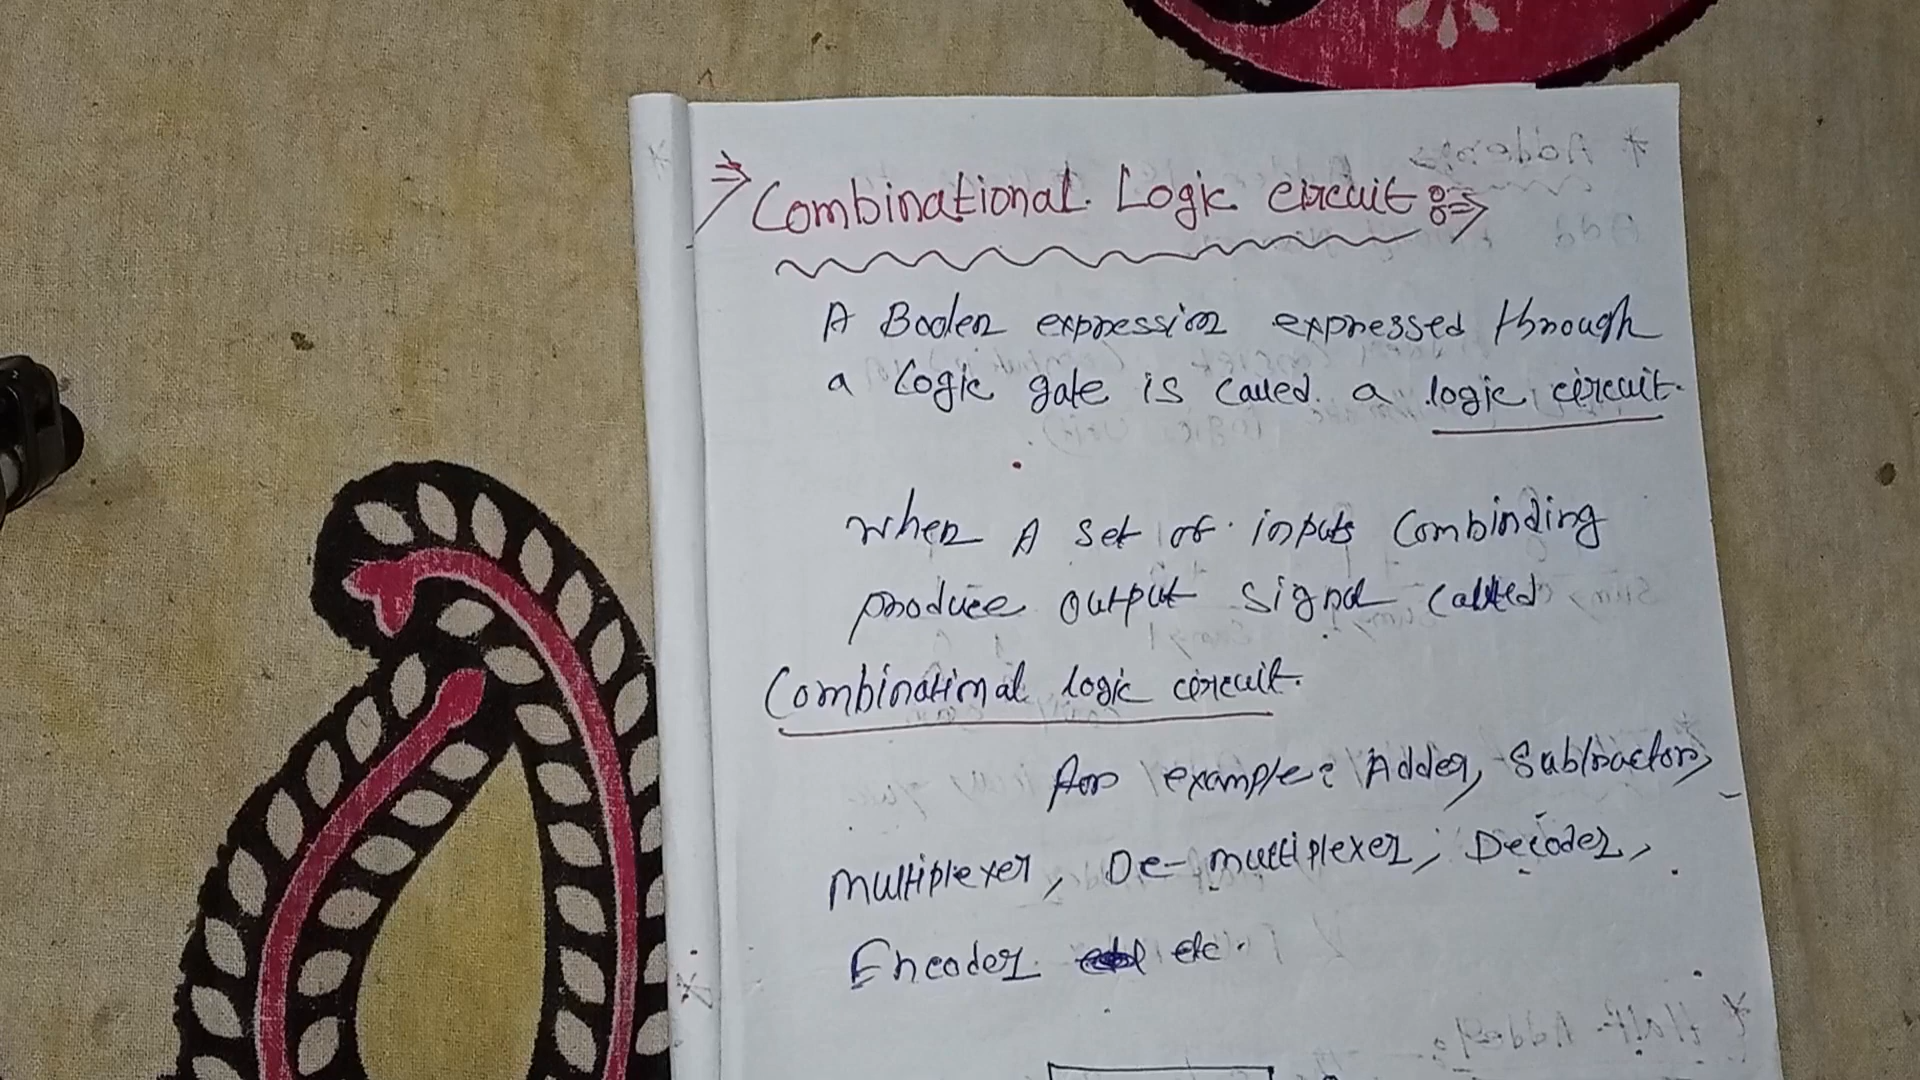 ⇒ Combinational Logic circuit :⇒
A Boolen expression expressed through
a Logic gate is called a logic circuit.
when A set of inputs Combinding
produce output signal called
Combinational logic circuit.
for example: Adder, Subtractor,
Multiplexer, De-multiplexer, Decoder,
Encoder etc.